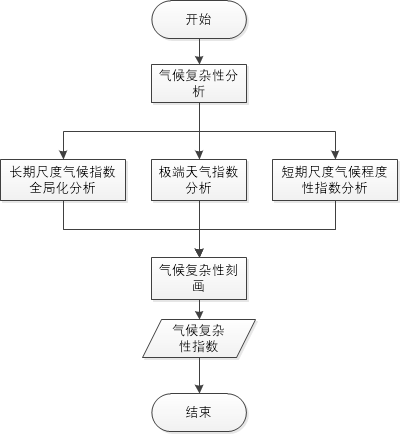 开始
气候复杂性分
析
长期尺度气候指数
全局化分析
极端天气指数
分析
短期尺度气候程度
性指数分析
气候复杂性刻
画
气候复杂
性指数
结束